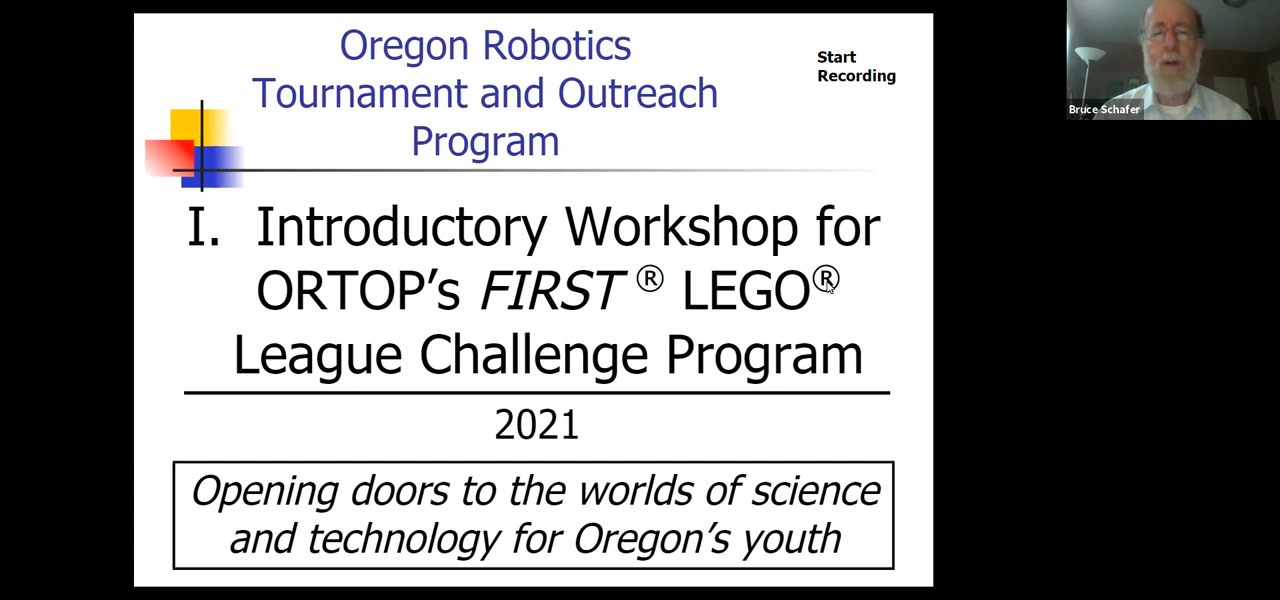 Oregon Robotics
Tournament and Outreach
Program
Start
Recording
I. Introductory Workshop for
ORTOP’s FIRST ® LEGO®
League Challenge Program
2021
Opening doors to the worlds of science
and technology for Oregon’s youth
Bruce Schafer